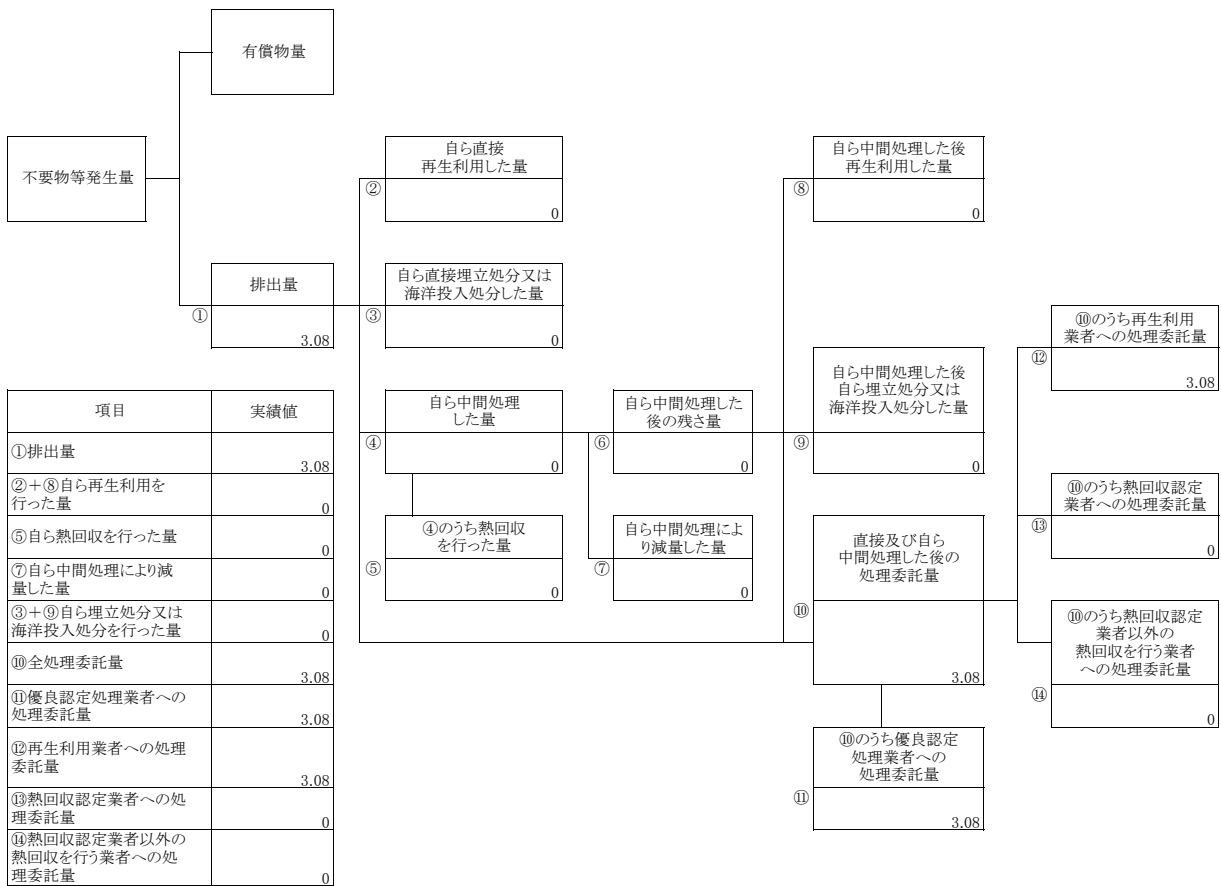 有償物量
不要物等発生量
自ら直接
再生利用した量
②
0
自ら中間処理した後
再生利用した量
⑧
0
排出量
①
3.08
自ら直接埋立処分又は
海洋投入処分した量
③
0
⑩のうち再生利用
業者への処理委託量
⑫
3.08
自ら中間処理
した量
④
0
自ら中間処理した
後の残さ量
⑥
0
自ら中間処理した後
自ら埋立処分又は
海洋投入処分した量
⑨
0
⑩のうち熱回収認定
業者への処理委託量
⑬
0
④のうち熱回収
を行った量
⑤
0
自ら中間処理によ
り減量した量
⑦
0
直接及び自ら
中間処理した後の
処理委託量
⑩
3.08
⑩のうち熱回収認定
業者以外の
熱回収を行う業者
への処理委託量
⑭
0
⑩のうち優良認定
処理業者への
処理委託量
⑪
3.08
項目 実績値
①排出量
3.08
②+⑧自ら再生利用を
行った量
0
⑤自ら熱回収を行った量
0
⑦自ら中間処理により減
量した量
0
③+⑨自ら埋立処分又は
海洋投入処分を行った量
0
⑩全処理委託量
3.08
⑪優良認定処理業者への
処理委託量
3.08
⑫再生利用業者への処理
委託量
3.08
⑬熱回収認定業者への処
理委託量
0
⑭熱回収認定業者以外の
熱回収を行う業者への処
理委託量
0